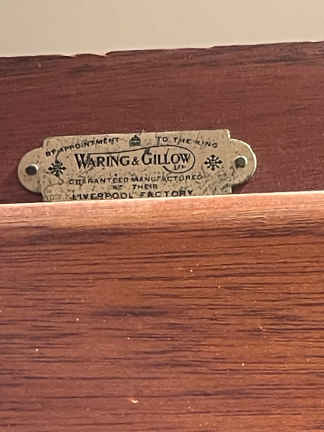 BY APPOINTMENT TO THE KING
WARING & GILLOW LTD
GUARANTEED MANUFACTURED
AT THEIR
LIVERPOOL FACTORY